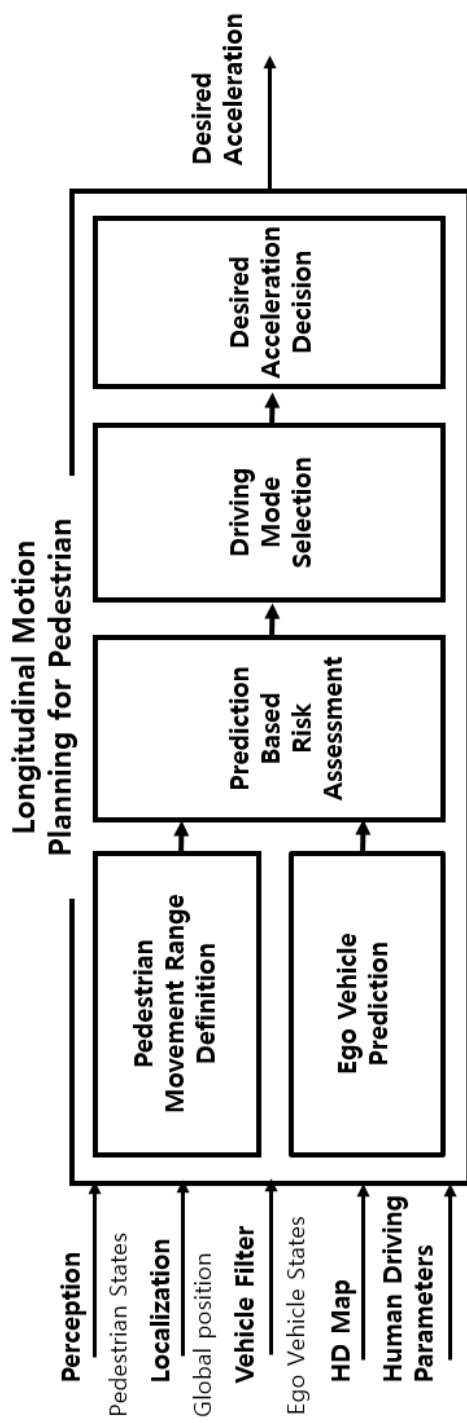 Longitudinal Motion
Planning for Pedestrian
Perception
Pedestrian States
Localization
Global position
Vehicle Filter
Ego Vehicle States
HD Map
Human Driving
Parameters
Pedestrian
Movement Range
Definition
Ego Vehicle
Prediction
Prediction
Based
Risk
Assessment
Driving
Mode
Selection
Desired
Acceleration
Decision
Desired
Acceleration